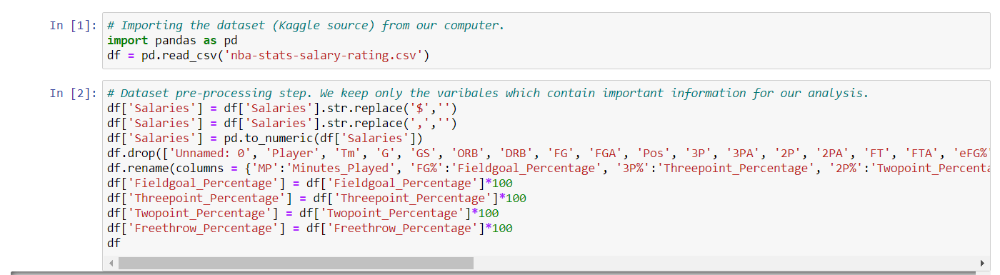 In [1]: # Importing the dataset (Kaggle source) from our computer.
import pandas as pd
df = pd.read_csv('nba-stats-salary-rating.csv')
In [2]: # Dataset pre-processing step. We keep only the varibales which contain important information for our analysis.
df['Salaries'] = df['Salaries'].str.replace('$','')
df['Salaries'] = df['Salaries'].str.replace(',','')
df['Salaries'] = pd.to_numeric(df['Salaries'])
df.drop(['Unnamed: 0', 'Player', 'Tm', 'G', 'GS', 'ORB', 'DRB', 'FG', 'FGA', 'Pos', '3P', '3PA', '2P', '2PA', 'FT', 'FTA', 'eFG%'
df.rename(columns = {'MP':'Minutes_Played', 'FG%':'Fieldgoal_Percentage', '3P%':'Threepoint_Percentage', '2P%':'Twopoint_Percenta
df['Fieldgoal_Percentage'] = df['Fieldgoal_Percentage']*100
df['Threepoint_Percentage'] = df['Threepoint_Percentage']*100
df['Twopoint_Percentage'] = df['Twopoint_Percentage']*100
df['Freethrow_Percentage'] = df['Freethrow_Percentage']*100
df